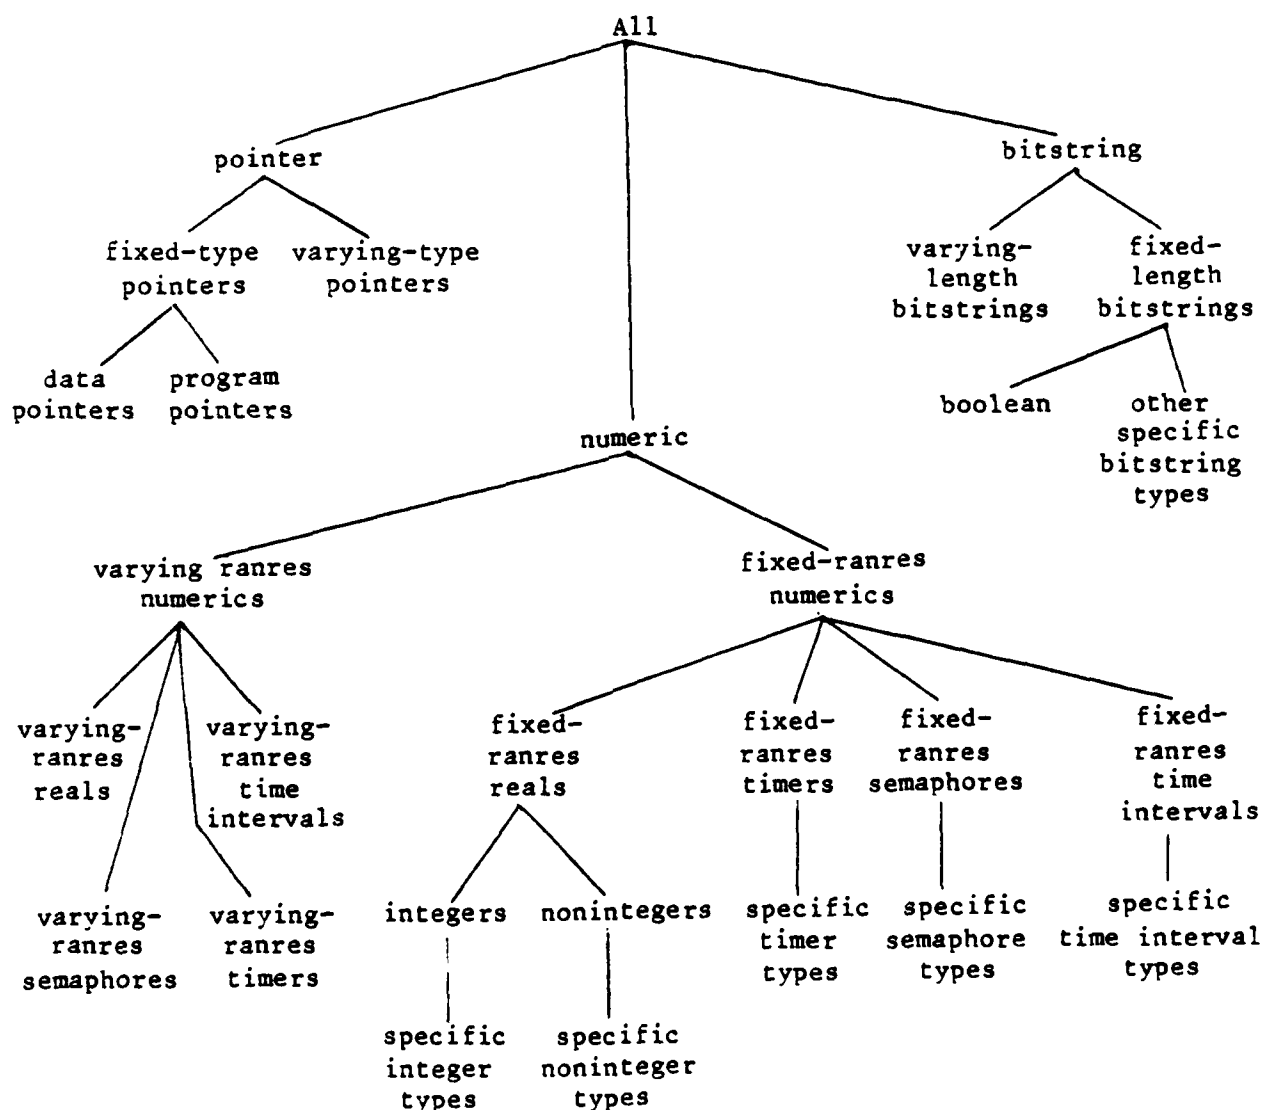 All
pointer
bitstring
fixed-type
pointers
varying-type
pointers
varying-
length
bitstrings
fixed-
length
bitstrings
data
pointers
program
pointers
boolean
other
specific
bitstring
types
numeric
varying ranres
numerics
fixed-ranres
numerics
varying-
ranres
reals
varying-
ranres
time
intervals
fixed-
ranres
reals
fixed-
ranres
timers
fixed-
ranres
semaphores
fixed-
ranres
time
intervals
varying-
ranres
semaphores
varying-
ranres
timers
integers
nonintegers
specific
timer
types
specific
semaphore
types
specific
time interval
types
specific
integer
types
specific
noninteger
types